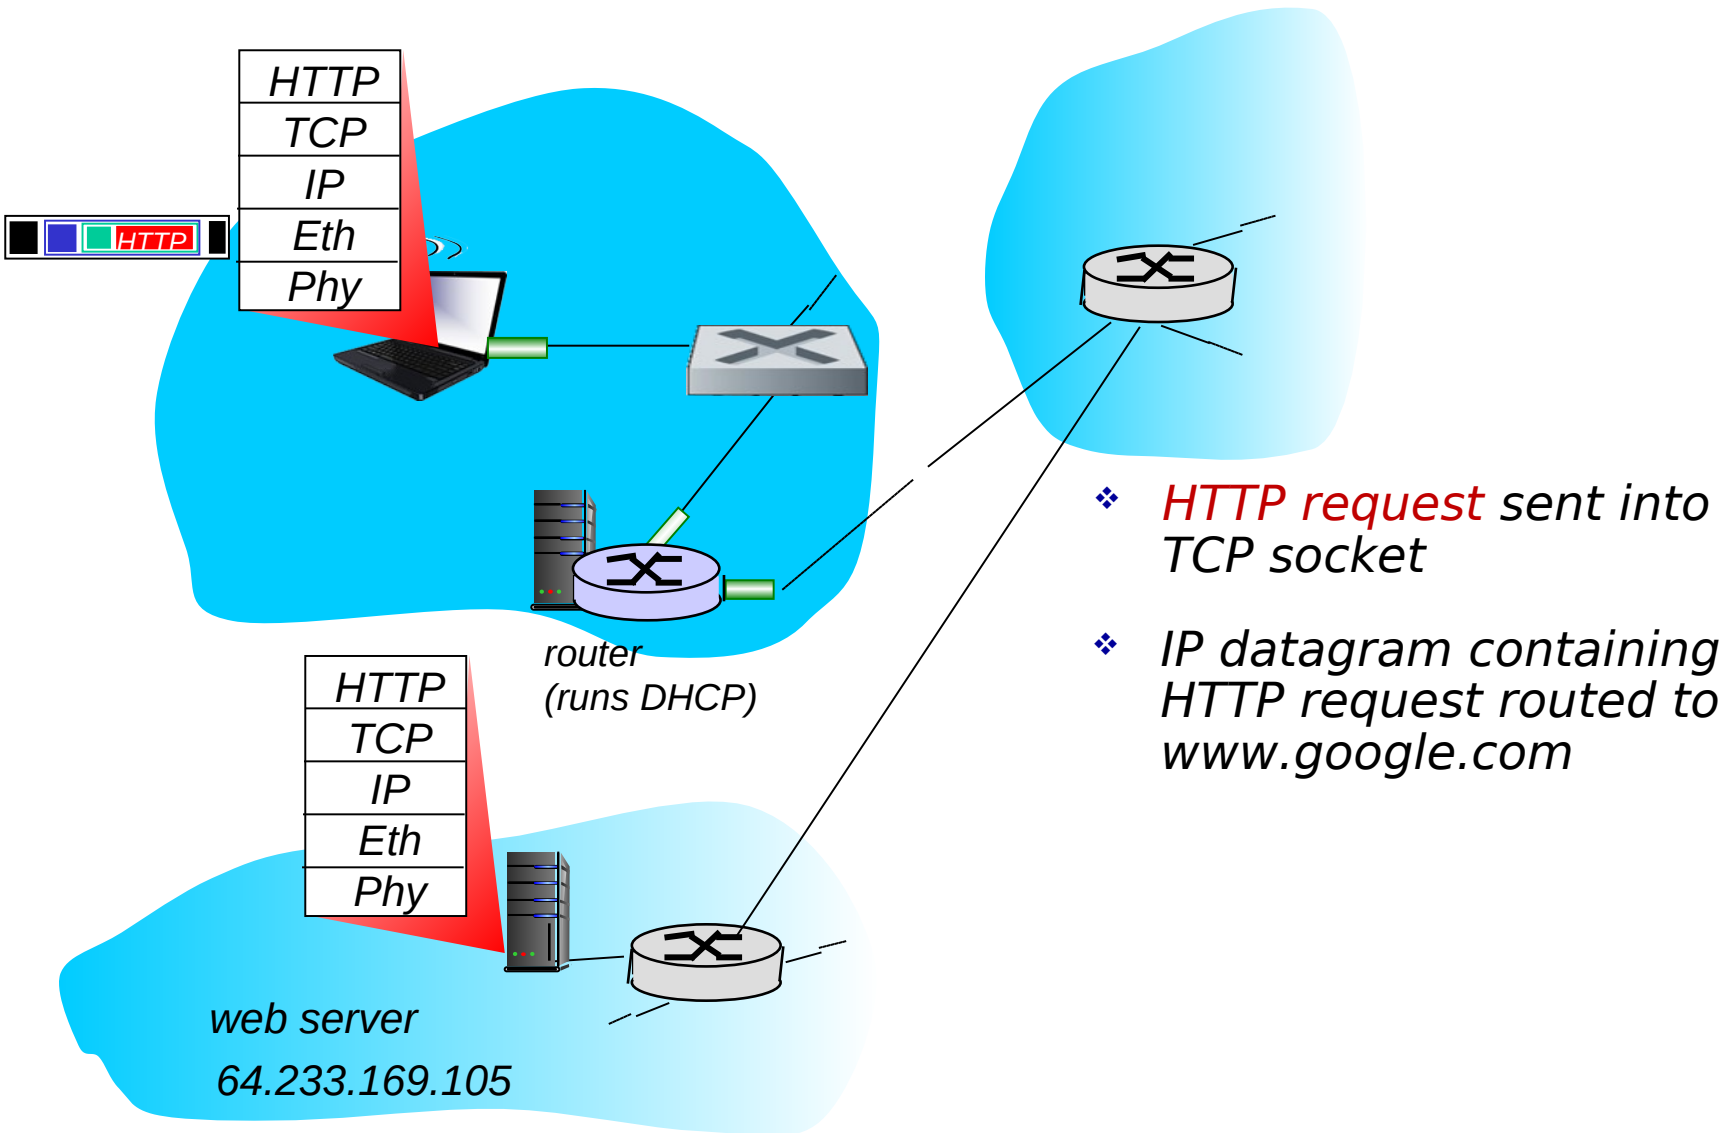 HTTP
TCP
IP
Eth
Phy
HTTP
router
(runs DHCP)
HTTP
TCP
IP
Eth
Phy
web server
64.233.169.105
HTTP request sent into
TCP socket
IP datagram containing
HTTP request routed to
www.google.com